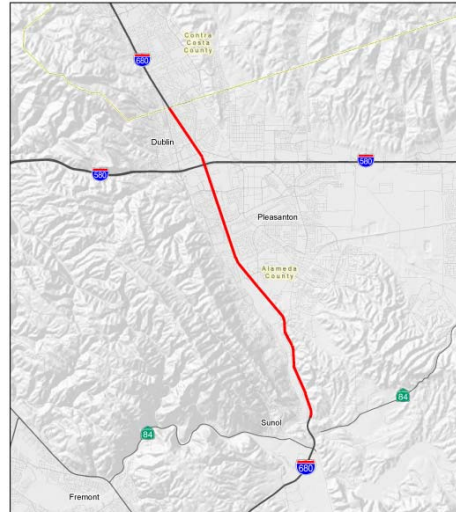 Contra
Costa
County
680
Dublin
580
580
Pleasanton
Alameda
County
84
Sunol
84
680
Fremont